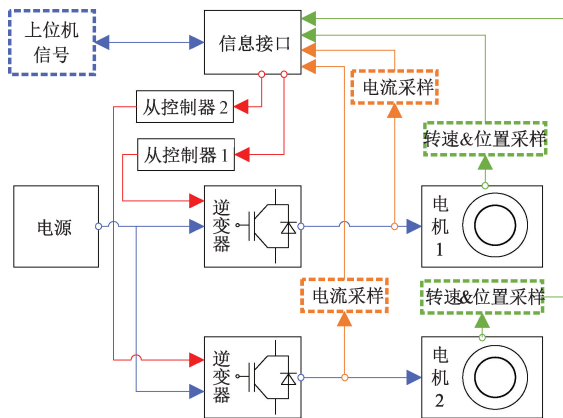 上位机
信号
信息接口
电流采样
从控制器2
从控制器1
转速&位置采样
电源
逆变器
电机1
电流采样
转速&位置采样
逆变器
电机2